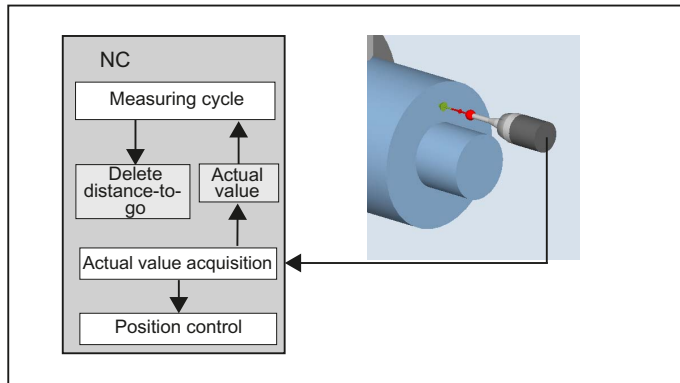 NC
Measuring cycle
Delete
distance-to-
go
Actual
value
Actual value acquisition
Position control